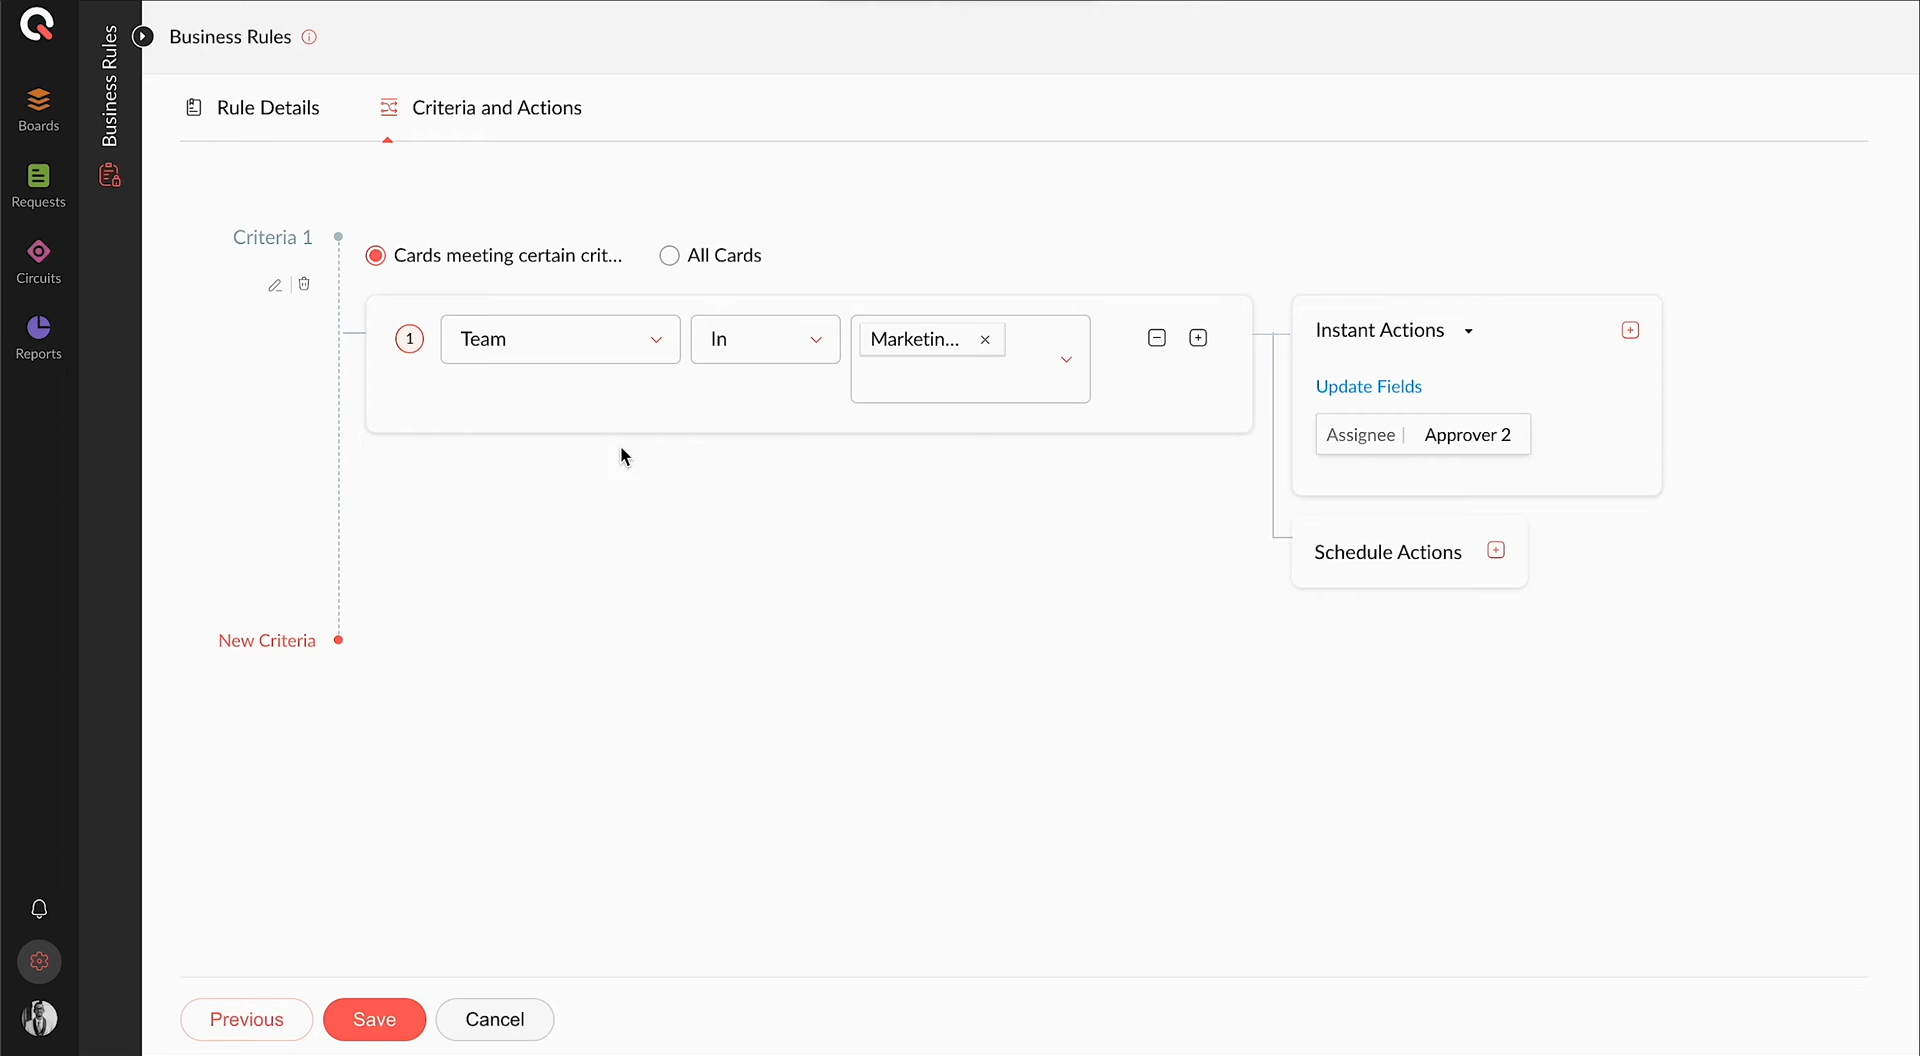 Business Rules
Boards
Requests
Circuits
Reports
Business Rules
Rule Details
Criteria and Actions
Criteria 1
Cards meeting certain crit...
All Cards
1
Team
In
Marketin...
Instant Actions
Update Fields
Assignee
Approver 2
Schedule Actions
New Criteria
Previous
Save
Cancel